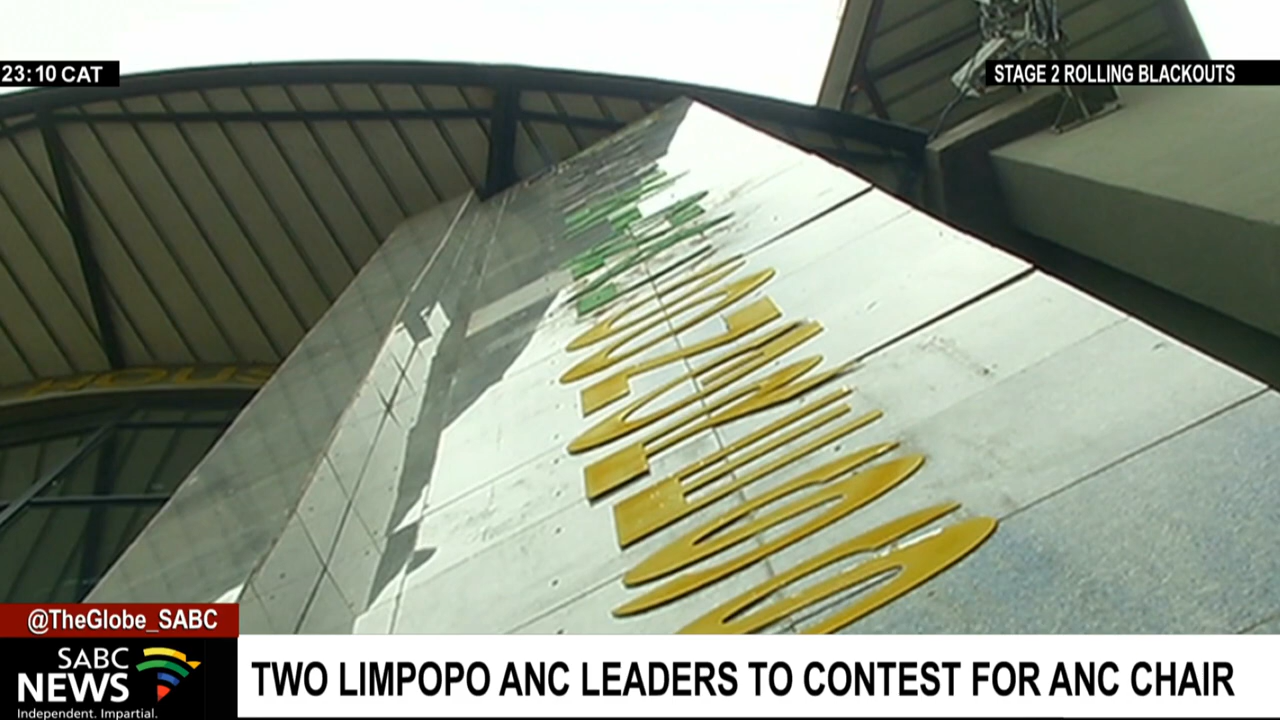 23:10 CAT
STAGE 2 ROLLING BLACKOUTS
HOUS
@TheGlobe_SABC
SABC
NEWS
Independent. Impartial.
TWO LIMPOPO ANC LEADERS TO CONTEST FOR ANC CHAIR